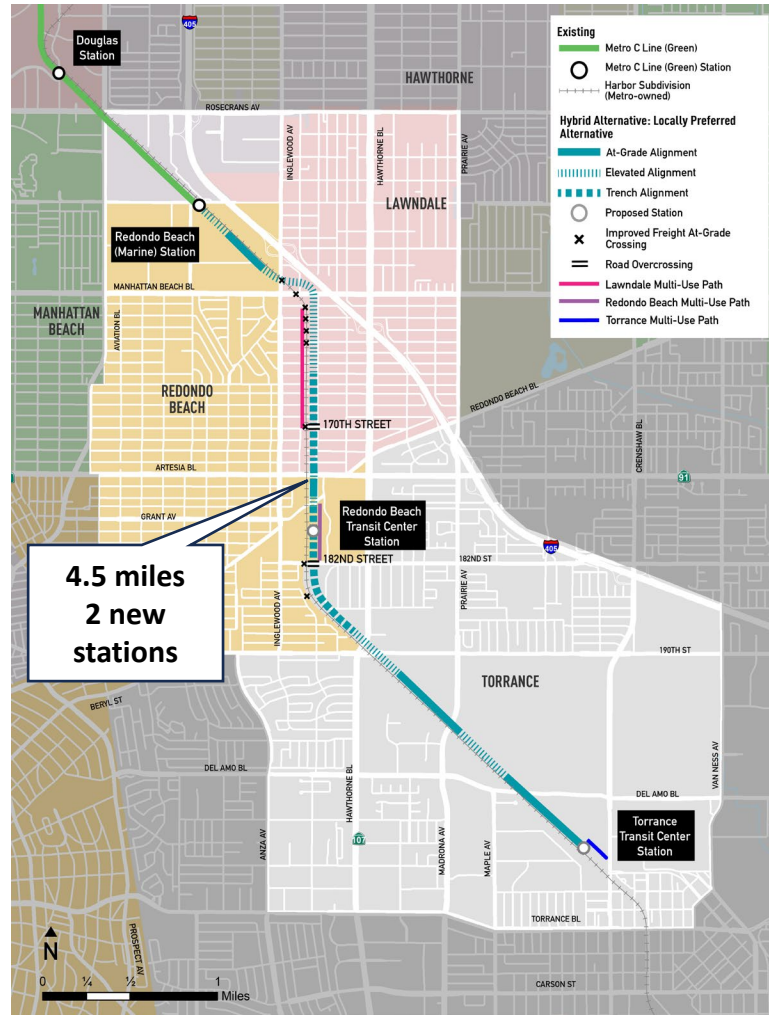 405
Douglas
Station
HAWTHORNE
ROSECRANS AV
INGLEWOOD AV
HAWTHORNE BL
PRAIRIE AV
LAWNDALE
Redondo Beach
(Marine) Station
MANHATTAN BEACH BL
MANHATTAN
BEACH
AVIATION BL
REDONDO
BEACH
REDONDO BEACH BL
170TH STREET
CRENSHAW BL
ARTESIA BL
91
GRANT AV
Redondo Beach
Transit Center
Station
405
182ND STREET
182ND ST
4.5 miles
2 new
stations
INGLEWOOD AV
PRAIRIE AV
190TH ST
TORRANCE
BERYL ST
VAN NESS AV
DEL AMO BL
DEL AMO BL
HAWTHORNE BL
ANZA AV
107
MADRONA AV
MAPLE AV
Torrance
Transit Center
Station
TORRANCE BL
PROSPECT AV
CARSON ST
N
0 ¼ ½ 1
Miles
Existing
Metro C Line (Green)
Metro C Line (Green) Station
Harbor Subdivision
(Metro-owned)
Hybrid Alternative: Locally Preferred
Alternative
At-Grade Alignment
Elevated Alignment
Trench Alignment
Proposed Station
Improved Freight At-Grade
Crossing
Road Overcrossing
Lawndale Multi-Use Path
Redondo Beach Multi-Use Path
Torrance Multi-Use Path